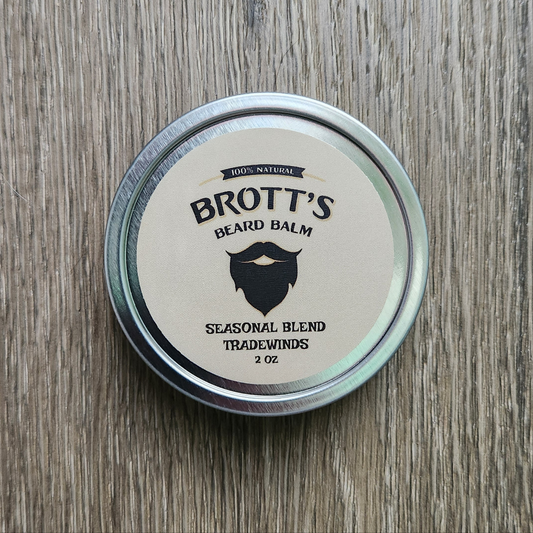 100% NATURAL
BROTT'S
BEARD BALM
SEASONAL BLEND
TRADEWINDS
2 OZ